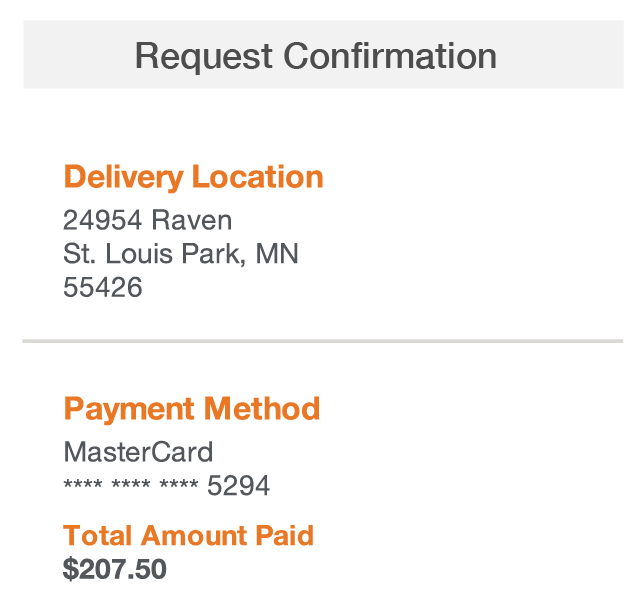 Request Confirmation
Delivery Location
24954 Raven
St. Louis Park, MN
55426
Payment Method
MasterCard
**** **** **** 5294
Total Amount Paid
$207.50